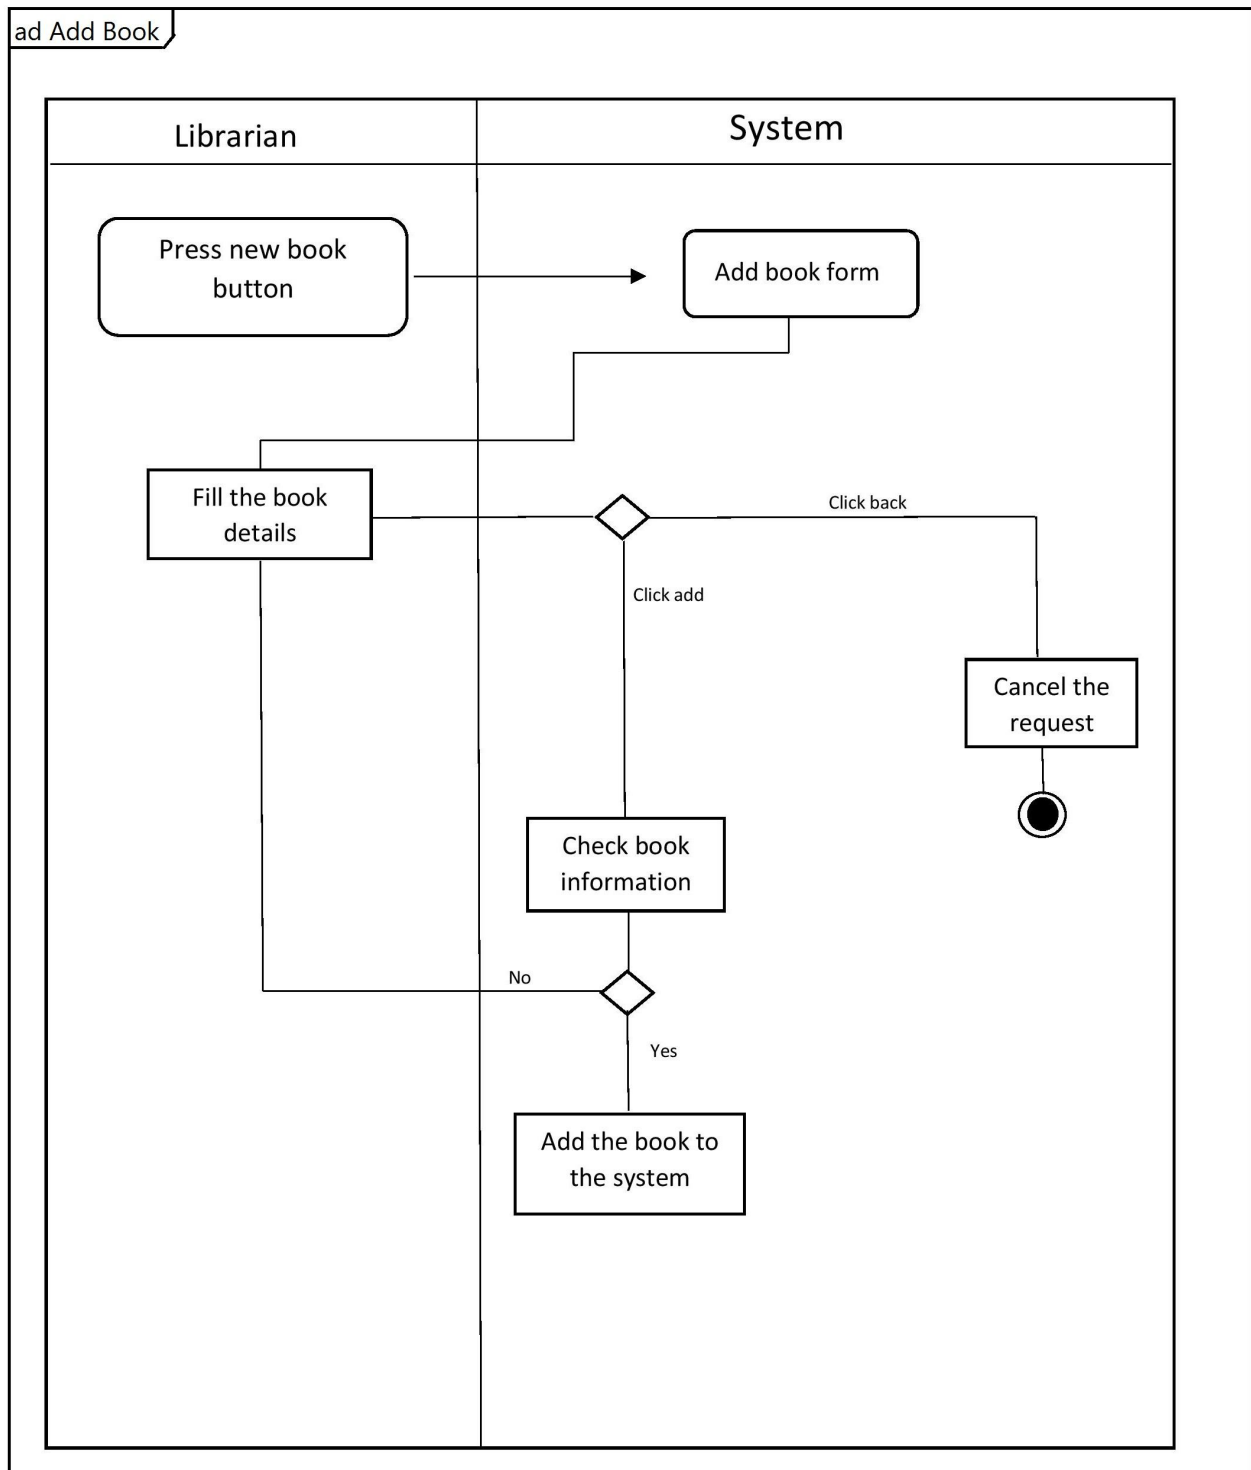 ad Add Book
Librarian
System
Press new book
button
Add book form
Fill the book
details
Click back
Click add
Cancel the
request
Check book
information
No
Yes
Add the book to
the system